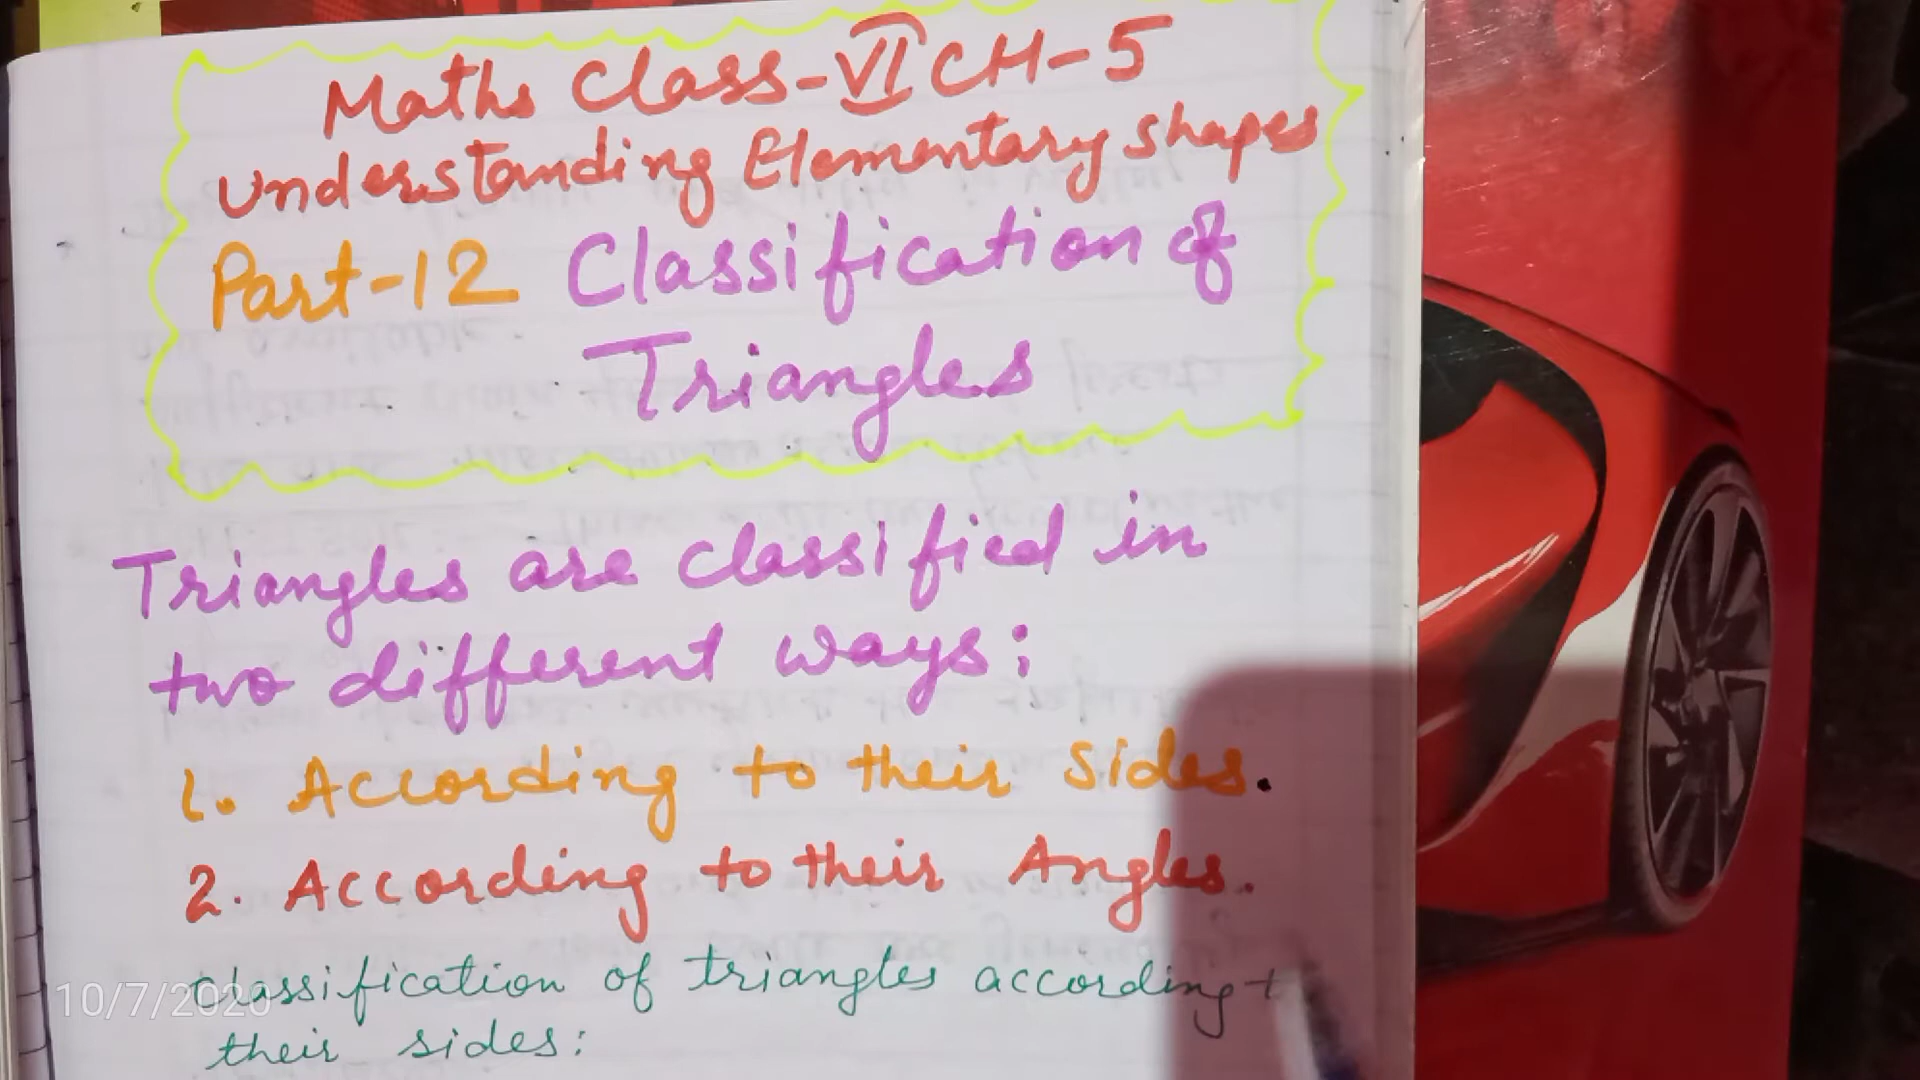 Maths Class-VI CH-5
Understanding Elementary shapes
Part-12 Classification of
Triangles
Triangles are classified in
two different ways:
1. According to their Sides.
2. According to their Angles.
Classification of triangles according
their sides:
10/7/2020